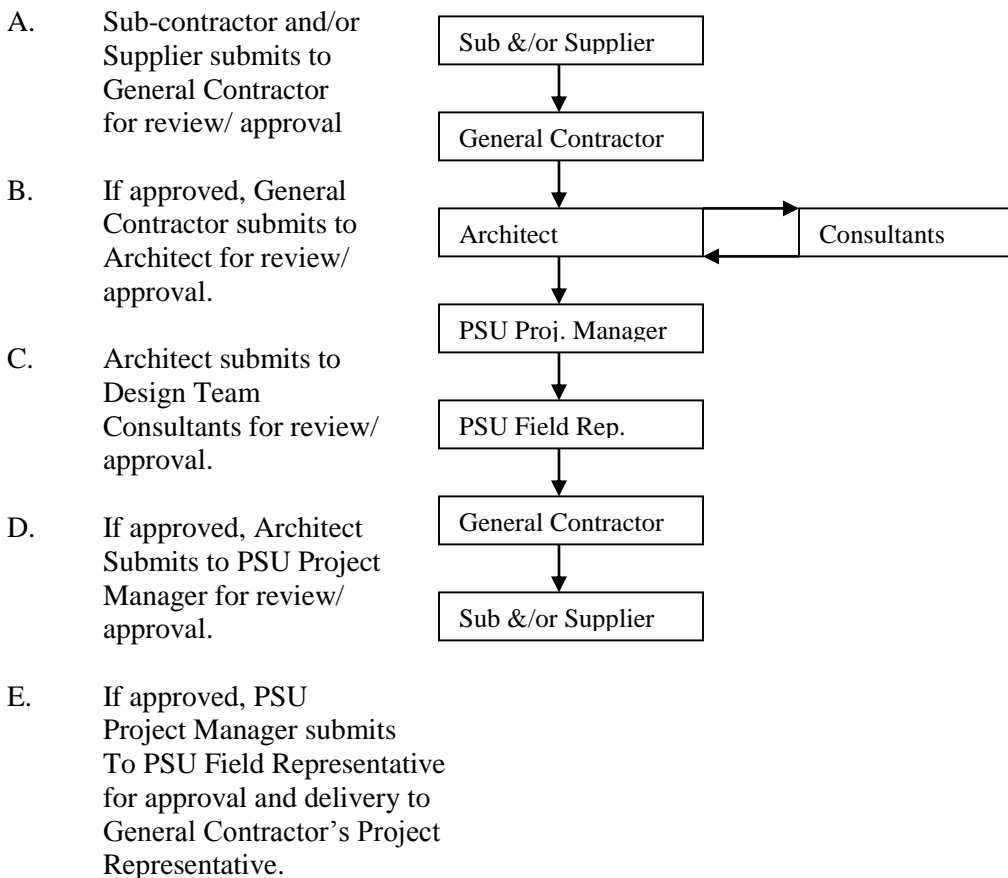 A. Sub-contractor and/or
Supplier submits to
General Contractor
for review/ approval
B. If approved, General
Contractor submits to
Architect for review/
approval.
C. Architect submits to
Design Team
Consultants for review/
approval.
D. If approved, Architect
Submits to PSU Project
Manager for review/
approval.
E. If approved, PSU
Project Manager submits
To PSU Field Representative
for approval and delivery to
General Contractor’s Project
Representative.
Sub &/or Supplier
General Contractor
Architect
Consultants
PSU Proj. Manager
PSU Field Rep.
General Contractor
Sub &/or Supplier